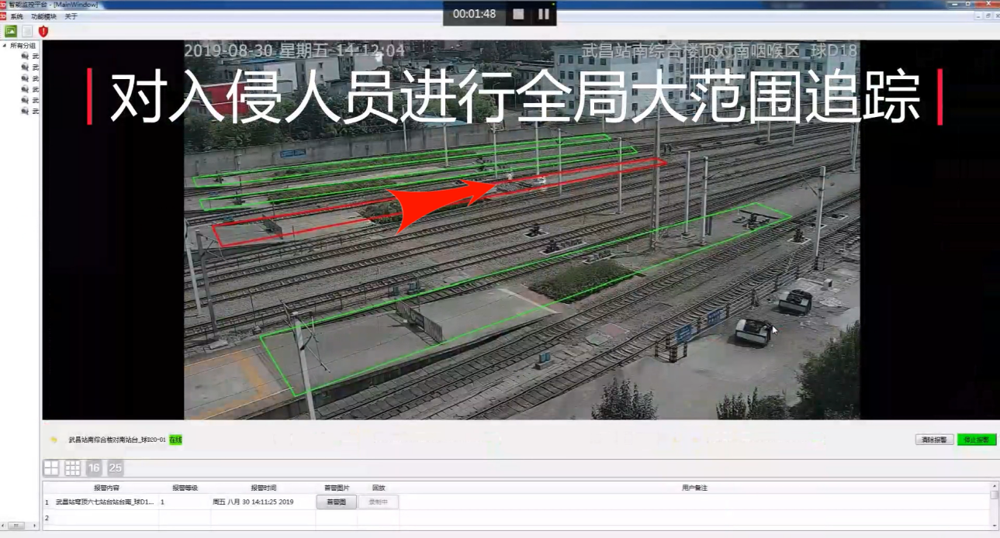 智能监控平台 - [MainWindow]
00:01:48
系统 功能模块 关于
所有分组
武
武
武
武
武
武
2019-08-30 星期五 14:12:04
武昌站南综合楼顶对南咽喉区 球D18
对入侵人员进行全局大范围追踪
武昌站南综合楼对南站台_球D20-01 在线
清除报警 停止报警
16 25
报警内容 报警等级 报警时间 报警图片 回放 用户备注
1 武昌站穹顶六七站台站台南_球D1... 1 周五 八月 30 14:11:25 2019 报警图 录制中
2